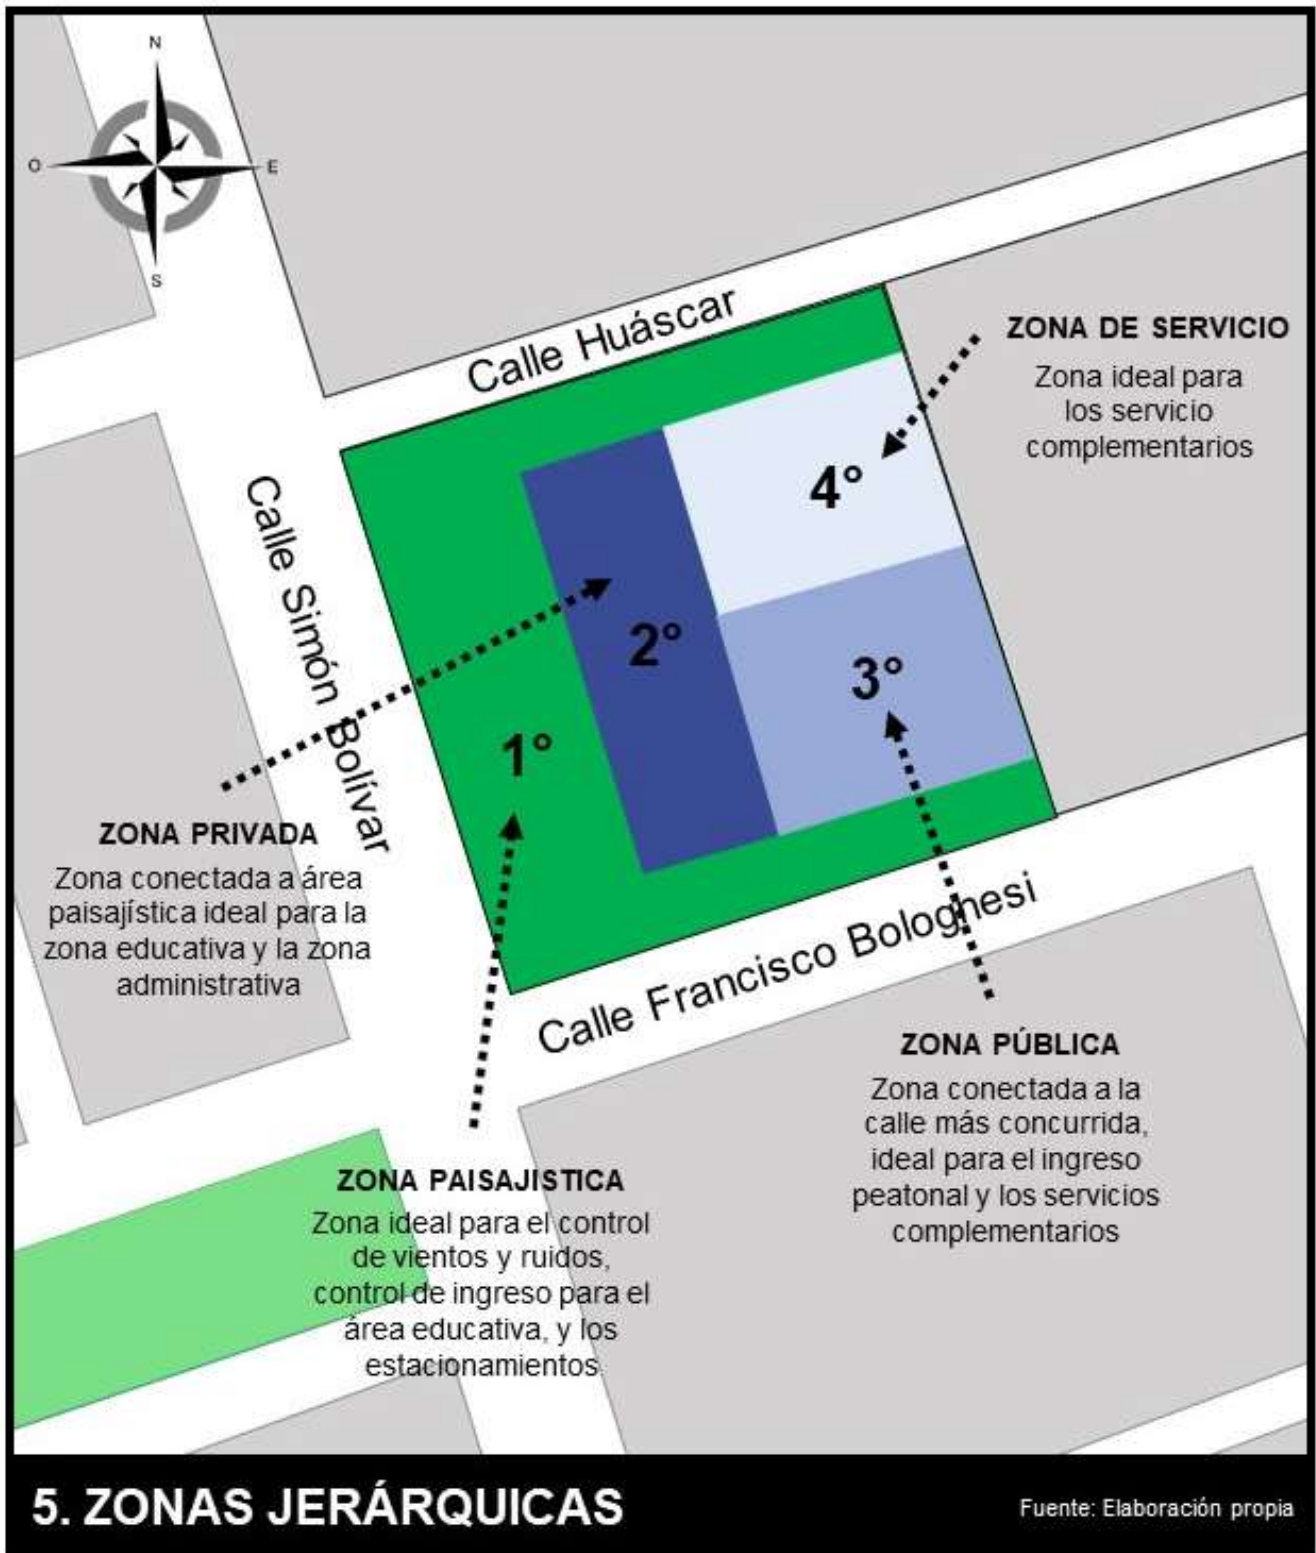 N
O
E
S
Calle Huáscar
ZONA DE SERVICIO
Zona ideal para
los servicio
complementarios
4°
Calle Simón Bolívar
2°
3°
1°
ZONA PRIVADA
Zona conectada a área
paisajística ideal para la
zona educativa y la zona
administrativa
Calle Francisco Bologhesi
ZONA PÚBLICA
Zona conectada a la
calle más concurrida,
ideal para el ingreso
peatonal y los servicios
complementarios
ZONA PAISAJISTICA
Zona ideal para el control
de vientos y ruidos,
control de ingreso para el
área educativa, y los
estacionamientos.
5. ZONAS JERÁRQUICAS
Fuente: Elaboración propia